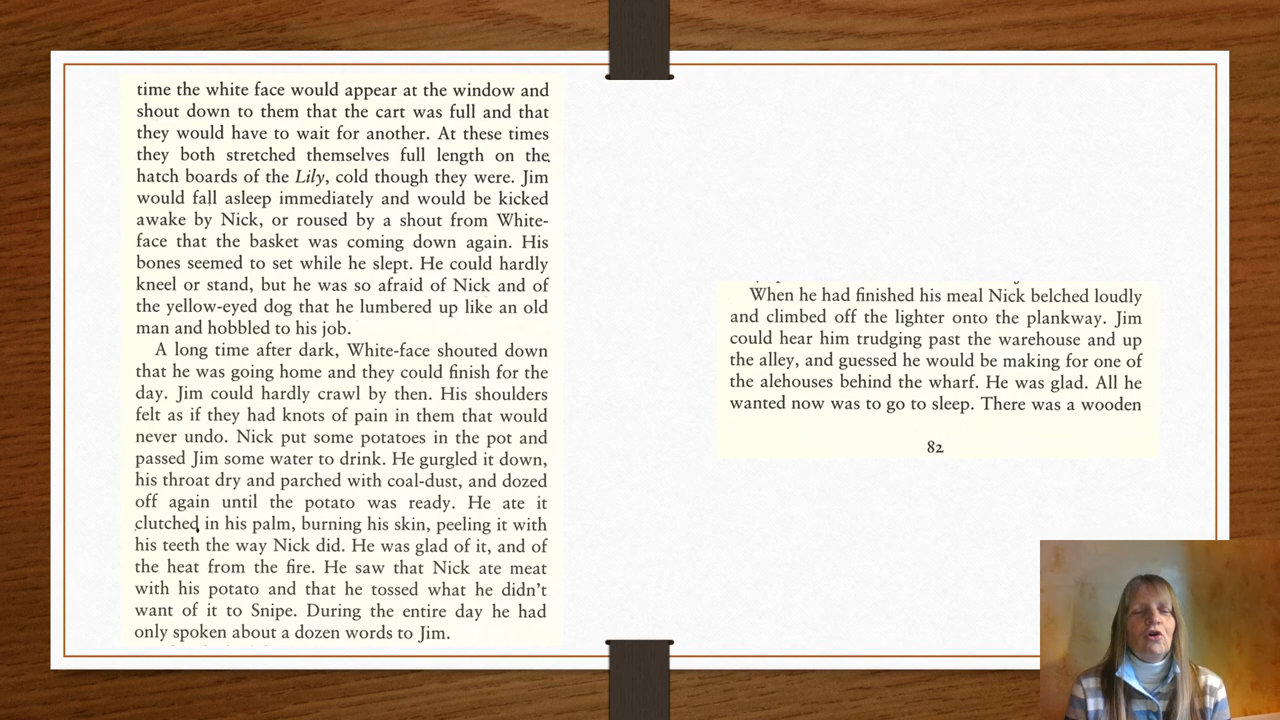 time the white face would appear at the window and
shout down to them that the cart was full and that
they would have to wait for another. At these times
they both stretched themselves full length on the
hatch boards of the Lily, cold though they were. Jim
would fall asleep immediately and would be kicked
awake by Nick, or roused by a shout from White-
face that the basket was coming down again. His
bones seemed to set while he slept. He could hardly
kneel or stand, but he was so afraid of Nick and of
the yellow-eyed dog that he lumbered up like an old
man and hobbled to his job.
A long time after dark, White-face shouted down
that he was going home and they could finish for the
day. Jim could hardly crawl by then. His shoulders
felt as if they had knots of pain in them that would
never undo. Nick put some potatoes in the pot and
passed Jim some water to drink. He gurgled it down,
his throat dry and parched with coal-dust, and dozed
off again until the potato was ready. He ate it
clutched in his palm, burning his skin, peeling it with
his teeth the way Nick did. He was glad of it, and of
the heat from the fire. He saw that Nick ate meat
with his potato and that he tossed what he didn't
want of it to Snipe. During the entire day he had
only spoken about a dozen words to Jim.
When he had finished his meal Nick belched loudly
and climbed off the lighter onto the plankway. Jim
could hear him trudging past the warehouse and up
the alley, and guessed he would be making for one of
the alehouses behind the wharf. He was glad. All he
wanted now was to go to sleep. There was a wooden
82